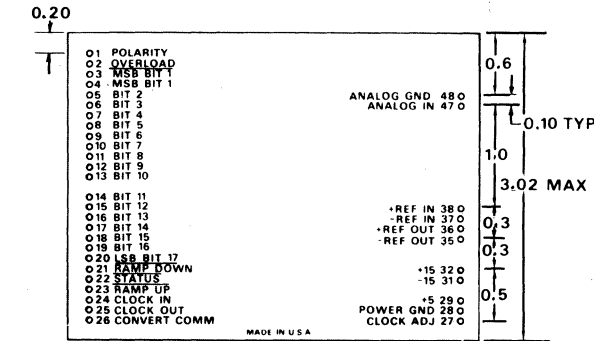 0.20
O1 POLARITY
O2 OVERLOAD
O3 MSB BIT 1
O4 MSB BIT 1
O5 BIT 2
O6 BIT 3
O7 BIT 4
O8 BIT 5
O9 BIT 6
O10 BIT 7
O11 BIT 8
O12 BIT 9
O13 BIT 10
O14 BIT 11
O15 BIT 12
O16 BIT 13
O17 BIT 14
O18 BIT 15
O19 BIT 16
O20 LSB BIT 17
O21 RAMP DOWN
O22 STATUS
O23 RAMP UP
O24 CLOCK IN
O25 CLOCK OUT
O26 CONVERT COMM
MADE IN USA
ANALOG GND 48O
ANALOG IN 47O
+REF IN 38O
-REF IN 37O
+REF OUT 36O
-REF OUT 35O
+15 32O
-15 31O
+5 29O
POWER GND 28O
CLOCK ADJ 27O
0.6
0.10 TYP
1.0
3.02 MAX
0.3
0.3
0.5